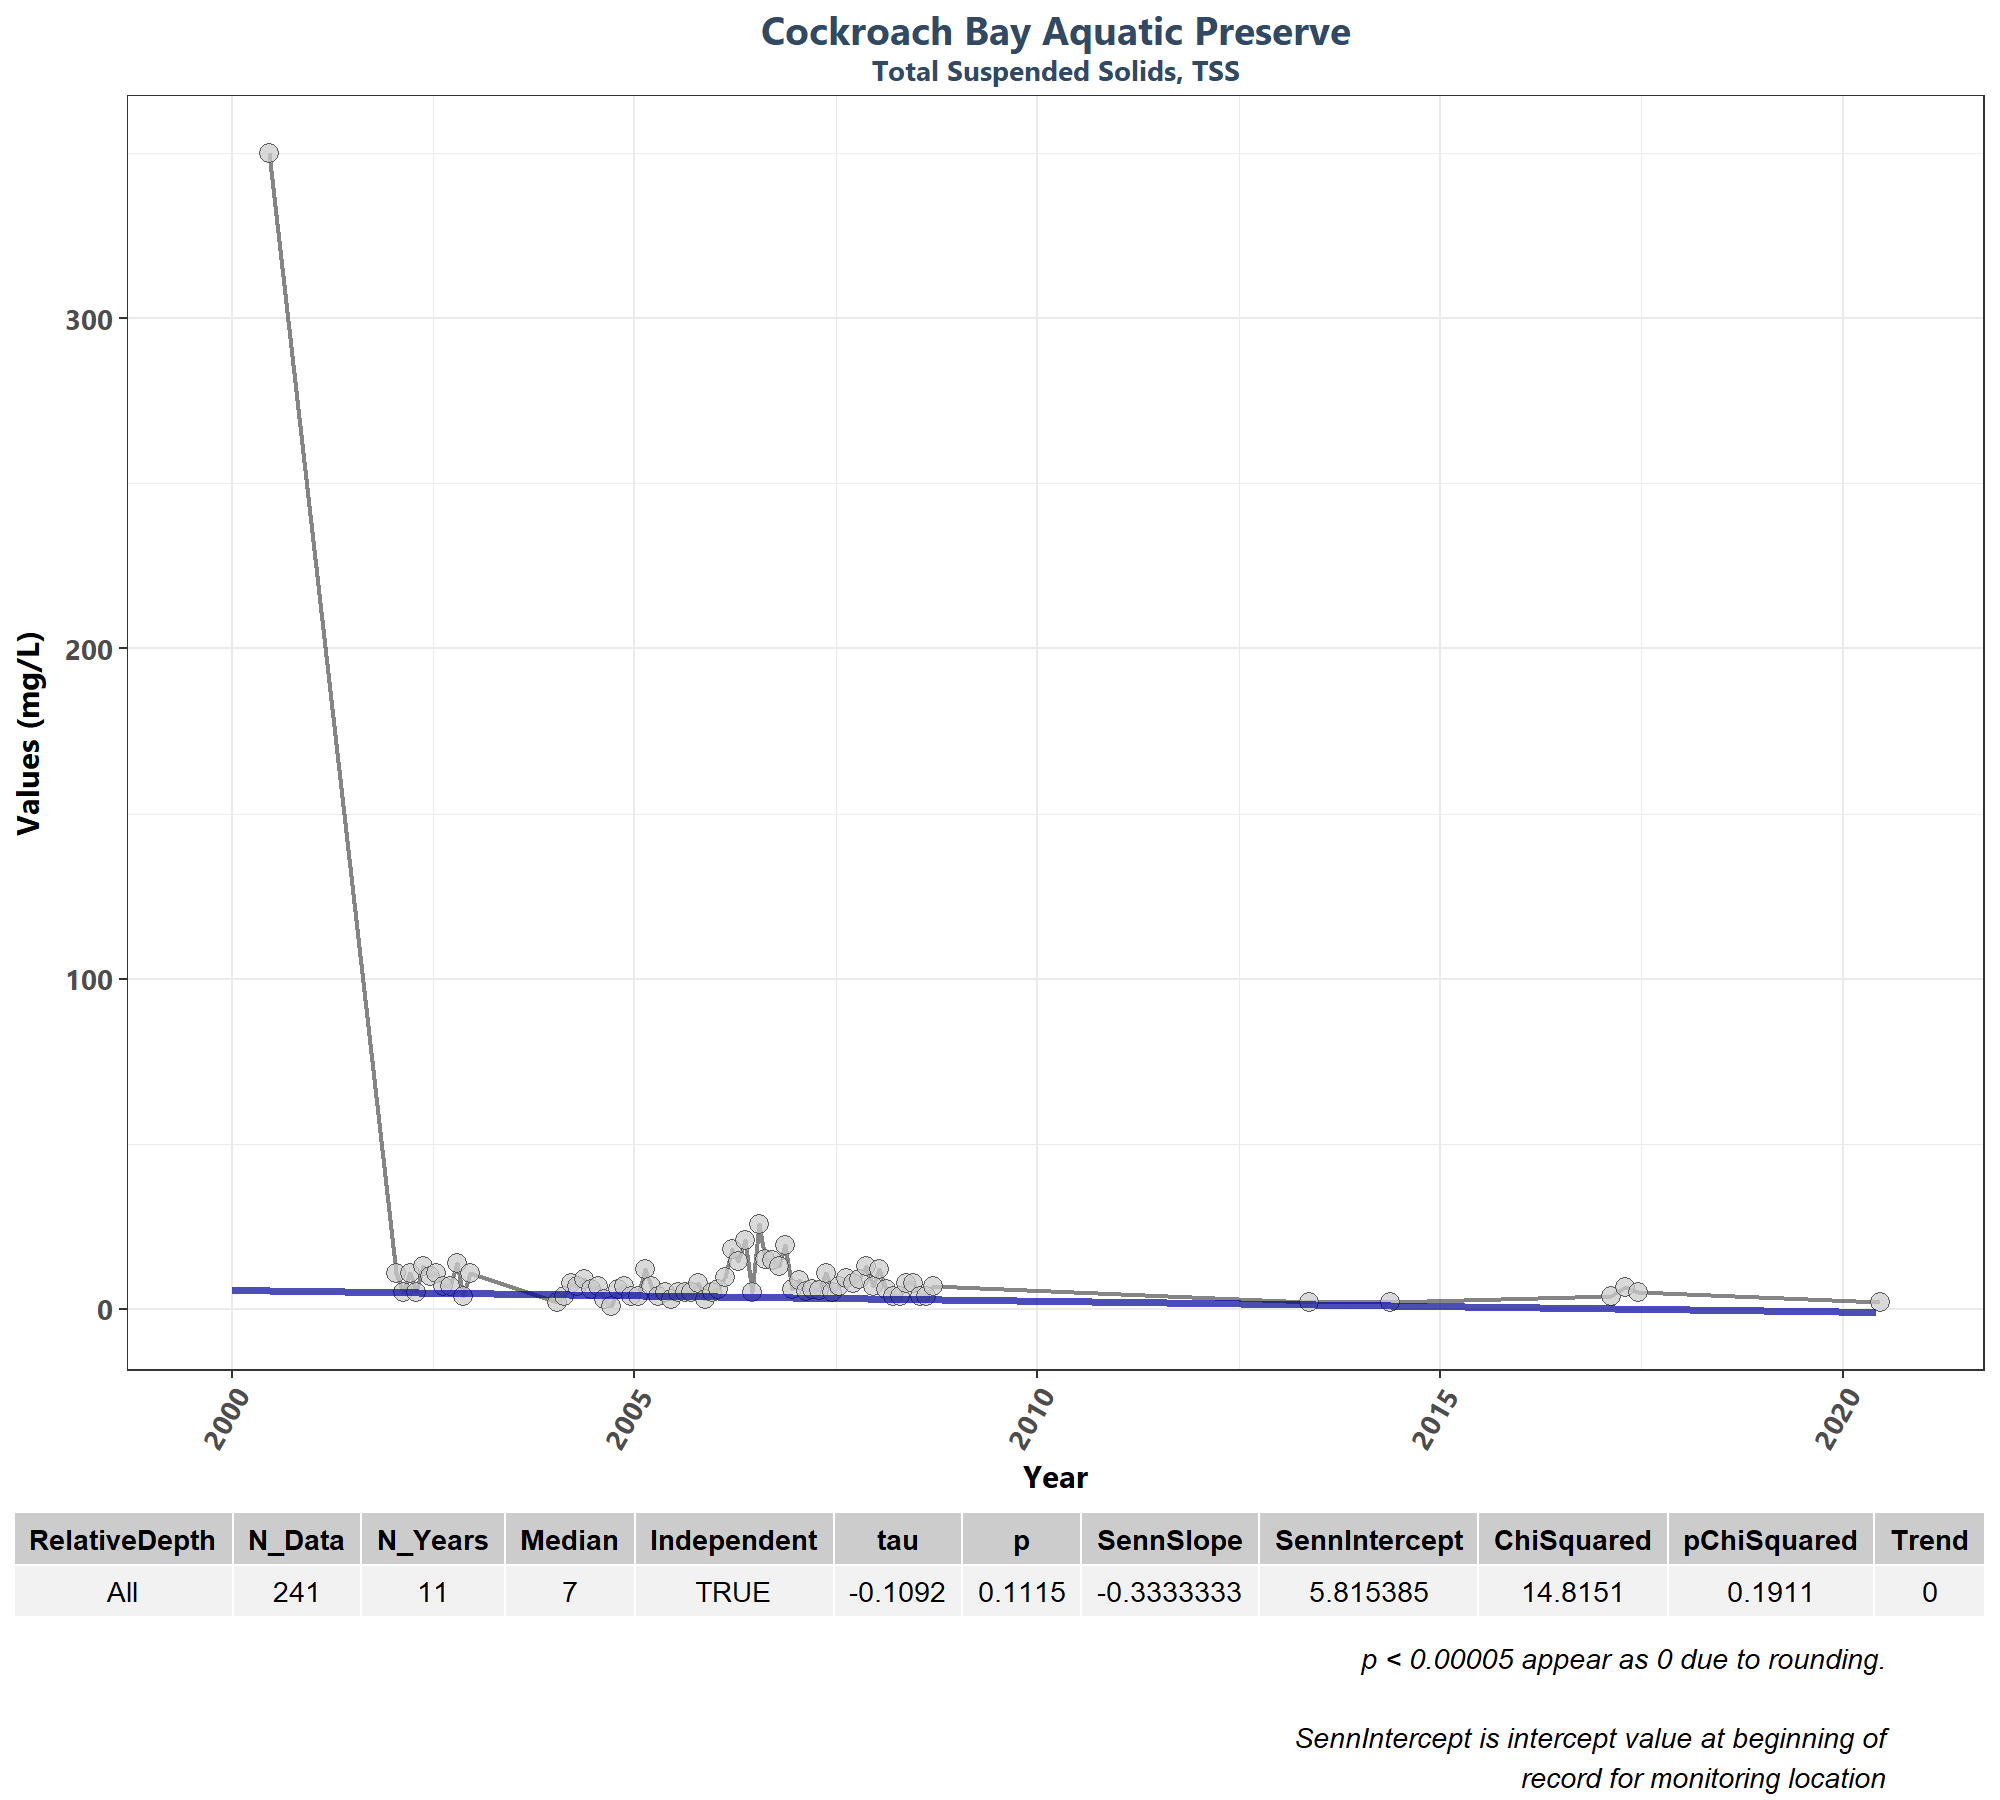 Cockroach Bay Aquatic Preserve
Total Suspended Solids, TSS
Values (mg/L)
300
200
100
0
2000 2005 2010 2015 2020
Year
RelativeDepth N_Data N_Years Median Independent tau p SennSlope SennIntercept ChiSquared pChiSquared Trend
All 241 11 7 TRUE -0.1092 0.1115 -0.3333333 5.815385 14.8151 0.1911 0
p < 0.00005 appear as 0 due to rounding.
SennIntercept is intercept value at beginning of
record for monitoring location